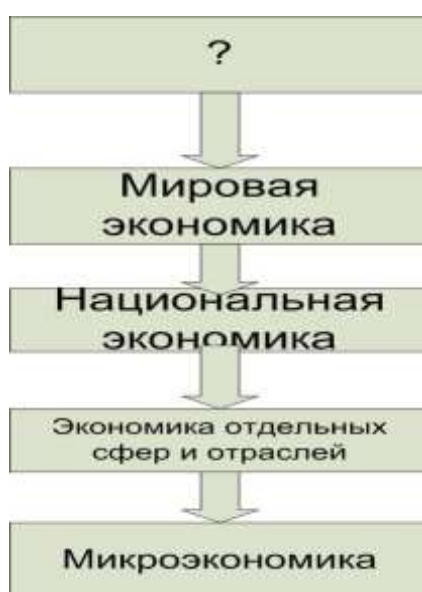 ?
Мировая
экономика
Национальная
экономика
Экономика отдельных
сфер и отраслей
Микроэкономика